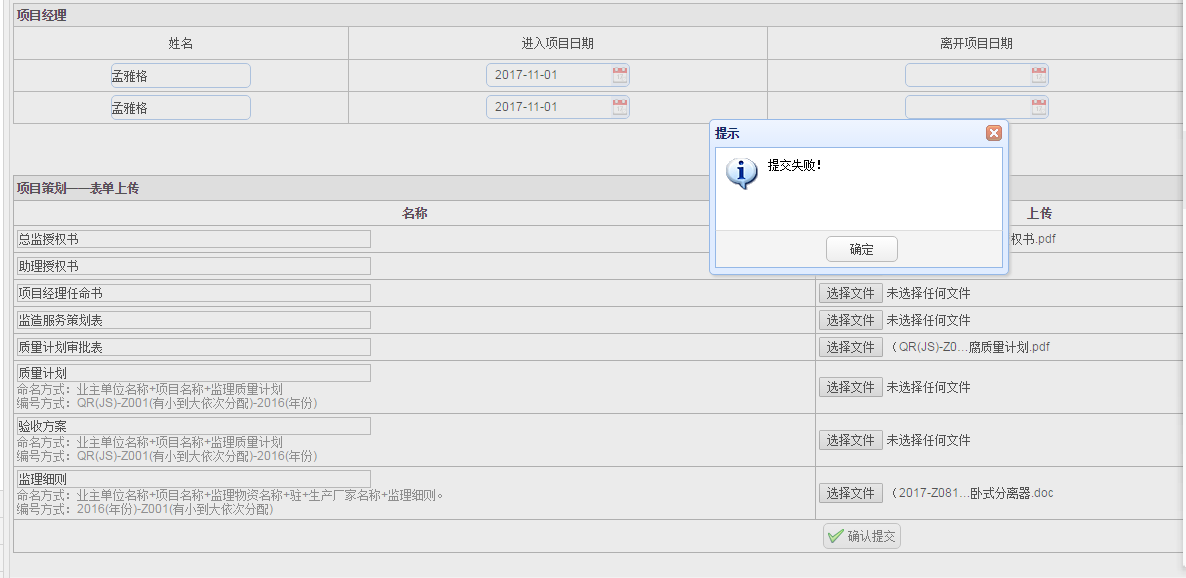 项目经理
姓名 进入项目日期 离开项目日期
孟雅格 2017-11-01
孟雅格 2017-11-01
提示
提交失败！
确定
项目策划——表单上传
名称 上传
总监授权书 权书.pdf
助理授权书
项目经理任命书 选择文件 未选择任何文件
监造服务策划表 选择文件 未选择任何文件
质量计划审批表 选择文件 （QR(JS)-Z0...腐质量计划.pdf
质量计划
命名方式：业主单位名称+项目名称+监理质量计划
编号方式：QR(JS)-Z001(有小到大依次分配)-2016(年份)
选择文件 未选择任何文件
验收方案
命名方式：业主单位名称+项目名称+监理质量计划
编号方式：QR(JS)-Z001(有小到大依次分配)-2016(年份)
选择文件 未选择任何文件
监理细则
命名方式：业主单位名称+项目名称+监理物资名称+驻+生产厂家名称+监理细则。
编号方式：2016(年份)-Z001(有小到大依次分配)
选择文件 （2017-Z081...卧式分离器.doc
确认提交